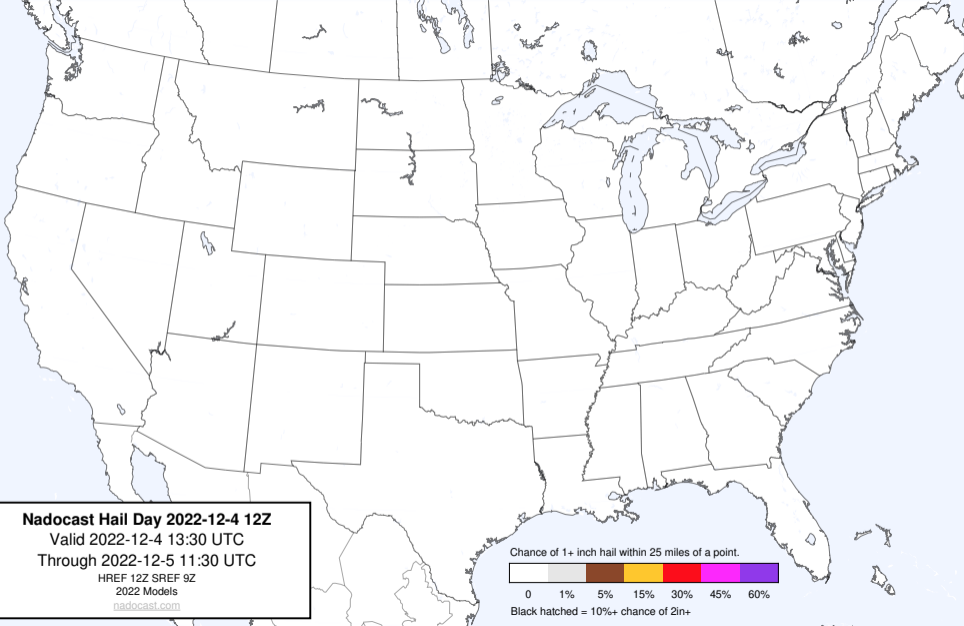 Nadocast Hail Day 2022-12-4 12Z
Valid 2022-12-4 13:30 UTC
Through 2022-12-5 11:30 UTC
HREF 12Z SREF 9Z
2022 Models
nadocast.com
Chance of 1+ inch hail within 25 miles of a point.
0 1% 5% 15% 30% 45% 60%
Black hatched = 10%+ chance of 2in+